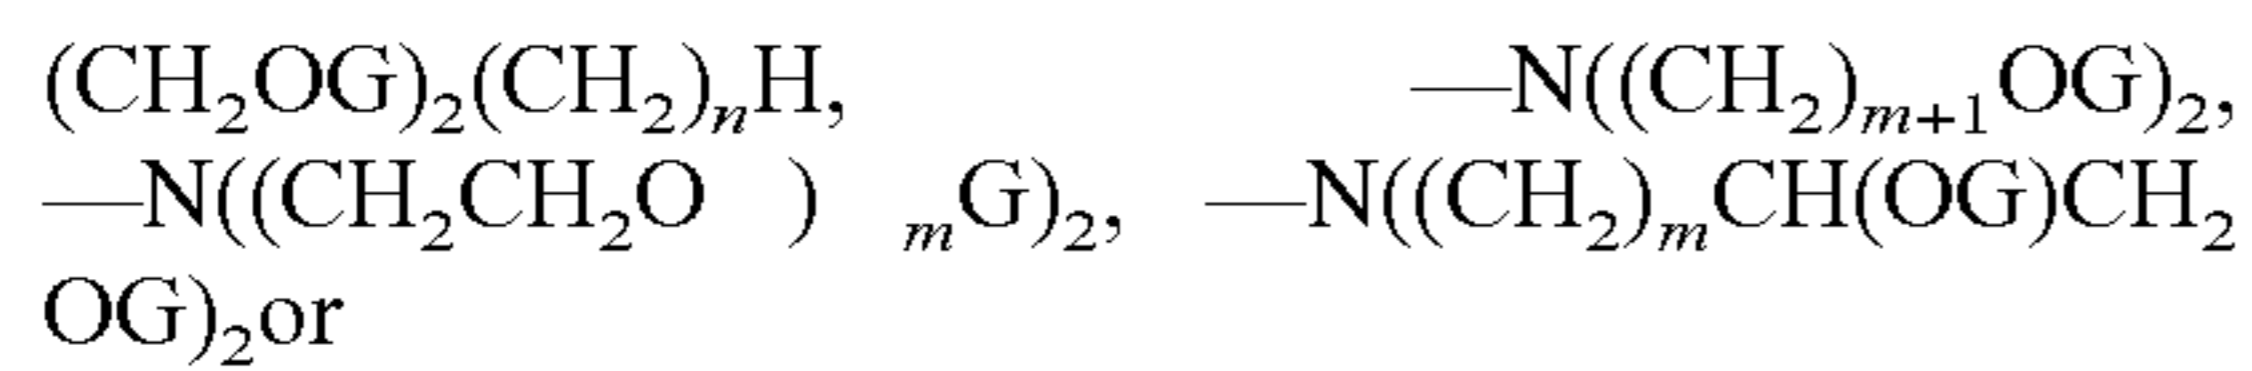 (CH₂OG)₂(CH₂)ₙH, —N((CH₂)ₘ₊₁OG)₂,
—N((CH₂CH₂O ) ₘG)₂, —N((CH₂)ₘCH(OG)CH₂
OG)₂or